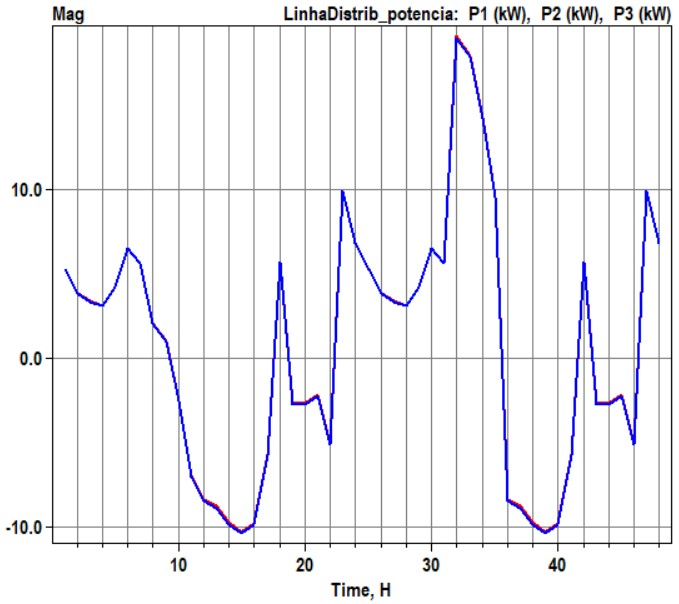 Mag LinhaDistrib_potencia: P1 (kW), P2 (kW), P3 (kW)
10.0
0.0
-10.0
10 20 30 40
Time, H